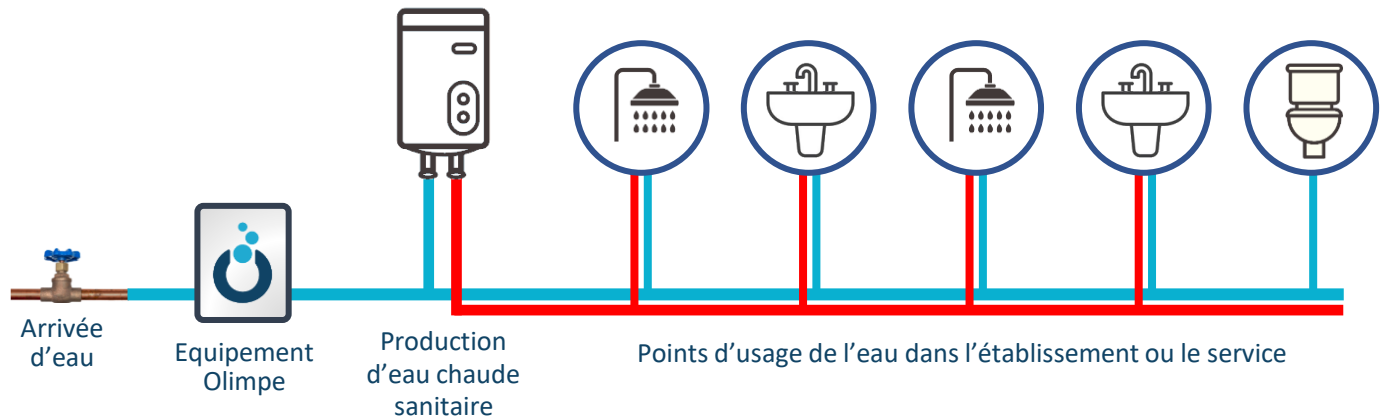 Arrivée
d’eau
Equipement
Olimpe
Production
d’eau chaude
sanitaire
Points d’usage de l’eau dans l’établissement ou le service